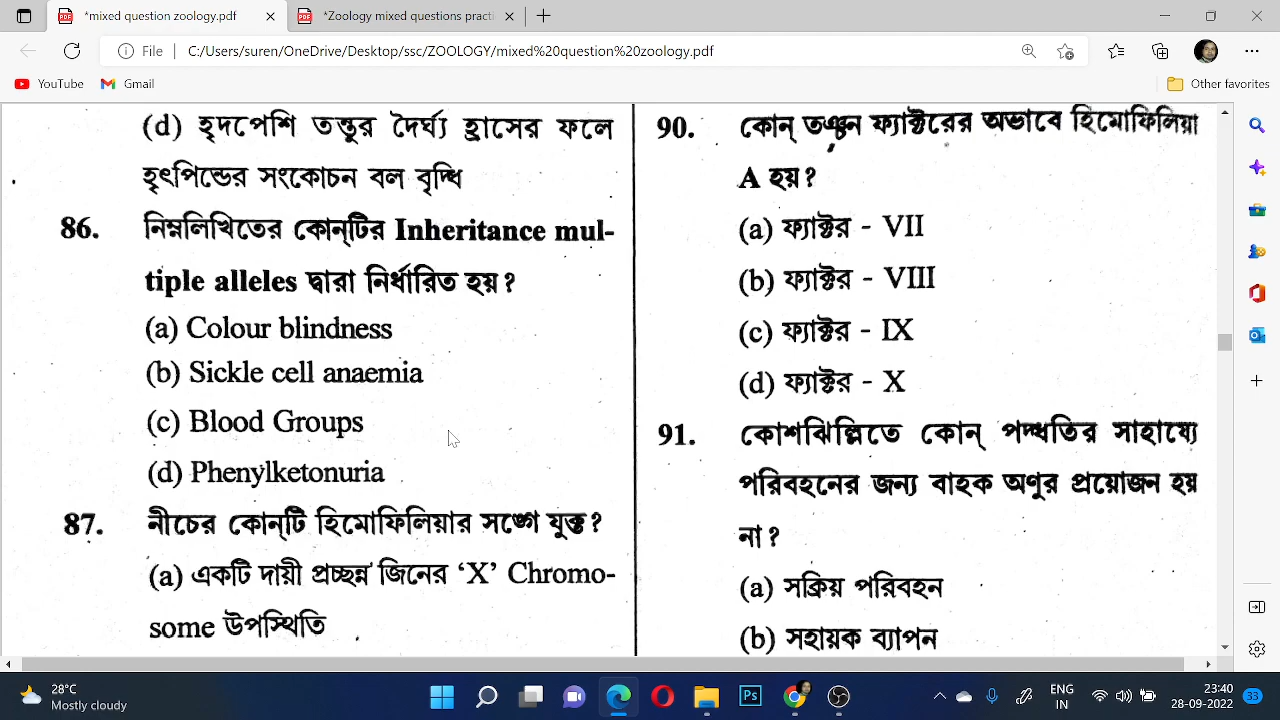 *mixed question zoology.pdf
*Zoology mixed questions practi
File
C:/Users/suren/OneDrive/Desktop/ssc/ZOOLOGY/mixed%20question%20zoology.pdf
YouTube
Gmail
Other favorites
(d) হৃদপেশি তন্তুর দৈর্ঘ্য হ্রাসের ফলে
হৃৎপিন্ডের সংকোচন বল বৃদ্ধি
86. নিম্নলিখিতের কোন্‌টির Inheritance mul-
tiple alleles দ্বারা নির্ধারিত হয় ?
(a) Colour blindness
(b) Sickle cell anaemia
(c) Blood Groups
(d) Phenylketonuria
87. নীচের কোন্‌টি হিমোফিলিয়ার সঙ্গে যুক্ত ?
(a) একটি দায়ী প্রচ্ছন্ন জিনের ‘X’ Chromo-
some উপস্থিতি
90. কোন্ তঞ্চন ফ্যাক্টরের অভাবে হিমোফিলিয়া
A হয় ?
(a) ফ্যাক্টর - VII
(b) ফ্যাক্টর - VIII
(c) ফ্যাক্টর - IX
(d) ফ্যাক্টর - X
91. কোশঝিল্লিতে কোন্ পদ্ধতির সাহায্যে
পরিবহনের জন্য বাহক অণুর প্রয়োজন হয়
না ?
(a) সক্রিয় পরিবহন
(b) সহায়ক ব্যাপন
28°C
Mostly cloudy
Ps
ENG
IN
23:40
28-09-2022
33